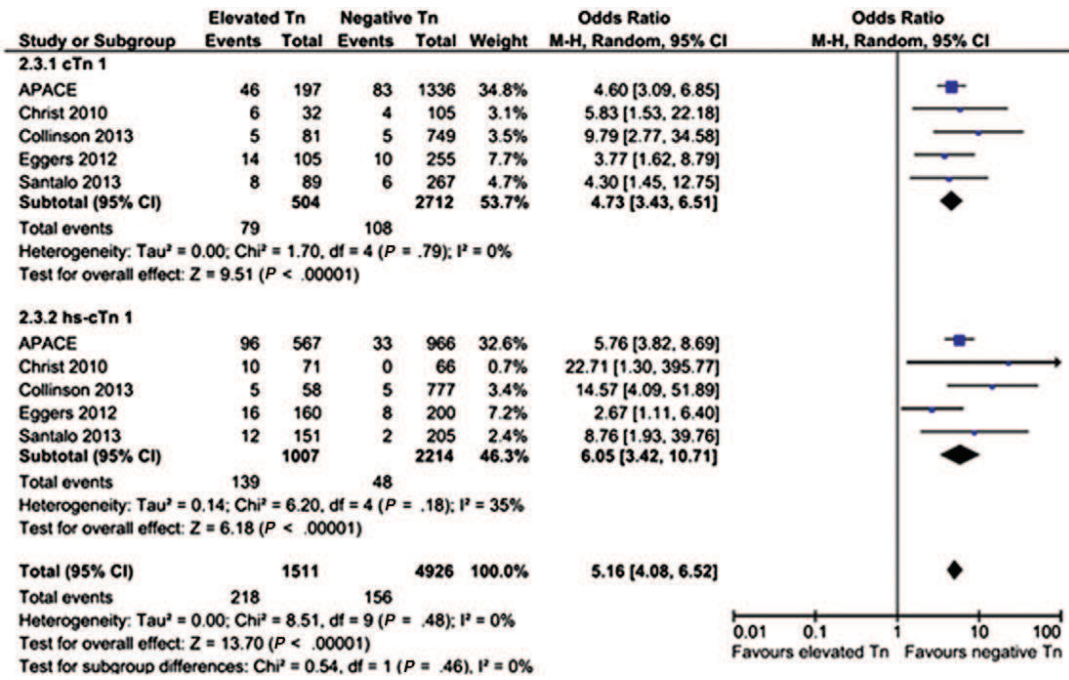 Elevated Tn Negative Tn Odds Ratio Odds Ratio
Study or Subgroup Events Total Events Total Weight M-H, Random, 95% CI M-H, Random, 95% CI
2.3.1 cTn 1
APACE 46 197 83 1336 34.8% 4.60 [3.09, 6.85]
Christ 2010 6 32 4 105 3.1% 5.83 [1.53, 22.18]
Collinson 2013 5 81 5 749 3.5% 9.79 [2.77, 34.58]
Eggers 2012 14 105 10 255 7.7% 3.77 [1.62, 8.79]
Santalo 2013 8 89 6 267 4.7% 4.30 [1.45, 12.75]
Subtotal (95% CI) 504 2712 53.7% 4.73 [3.43, 6.51]
Total events 79 108
Heterogeneity: Tau² = 0.00; Chi² = 1.70, df = 4 (P = .79); I² = 0%
Test for overall effect: Z = 9.51 (P < .00001)
2.3.2 hs-cTn 1
APACE 96 567 33 966 32.6% 5.76 [3.82, 8.69]
Christ 2010 10 71 0 66 0.7% 22.71 [1.30, 395.77]
Collinson 2013 5 58 5 777 3.4% 14.57 [4.09, 51.89]
Eggers 2012 16 160 8 200 7.2% 2.67 [1.11, 6.40]
Santalo 2013 12 151 2 205 2.4% 8.76 [1.93, 39.76]
Subtotal (95% CI) 1007 2214 46.3% 6.05 [3.42, 10.71]
Total events 139 48
Heterogeneity: Tau² = 0.14; Chi² = 6.20, df = 4 (P = .18); I² = 35%
Test for overall effect: Z = 6.18 (P < .00001)
Total (95% CI) 1511 4926 100.0% 5.16 [4.08, 6.52]
Total events 218 156
Heterogeneity: Tau² = 0.00; Chi² = 8.51, df = 9 (P = .48); I² = 0%
Test for overall effect: Z = 13.70 (P < .00001)
Test for subgroup differences: Chi² = 0.54, df = 1 (P = .46), I² = 0%
0.01 0.1 1 10 100
Favours elevated Tn Favours negative Tn